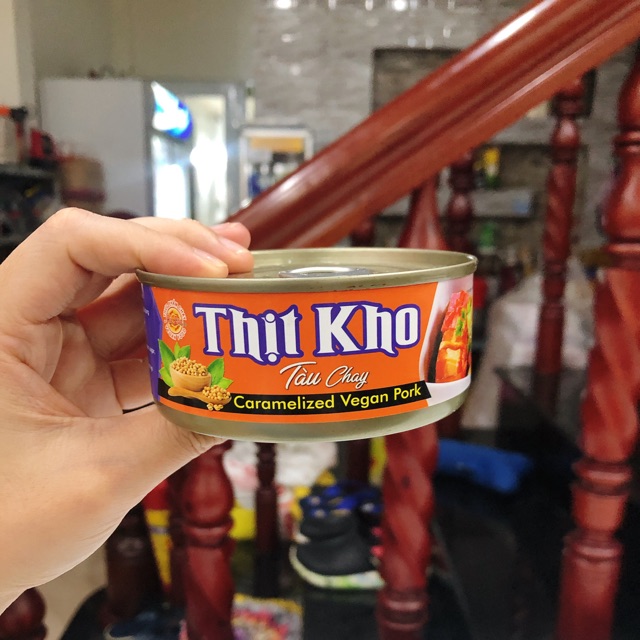 Thịt Kho
Tàu Chay
Caramelized Vegan Pork